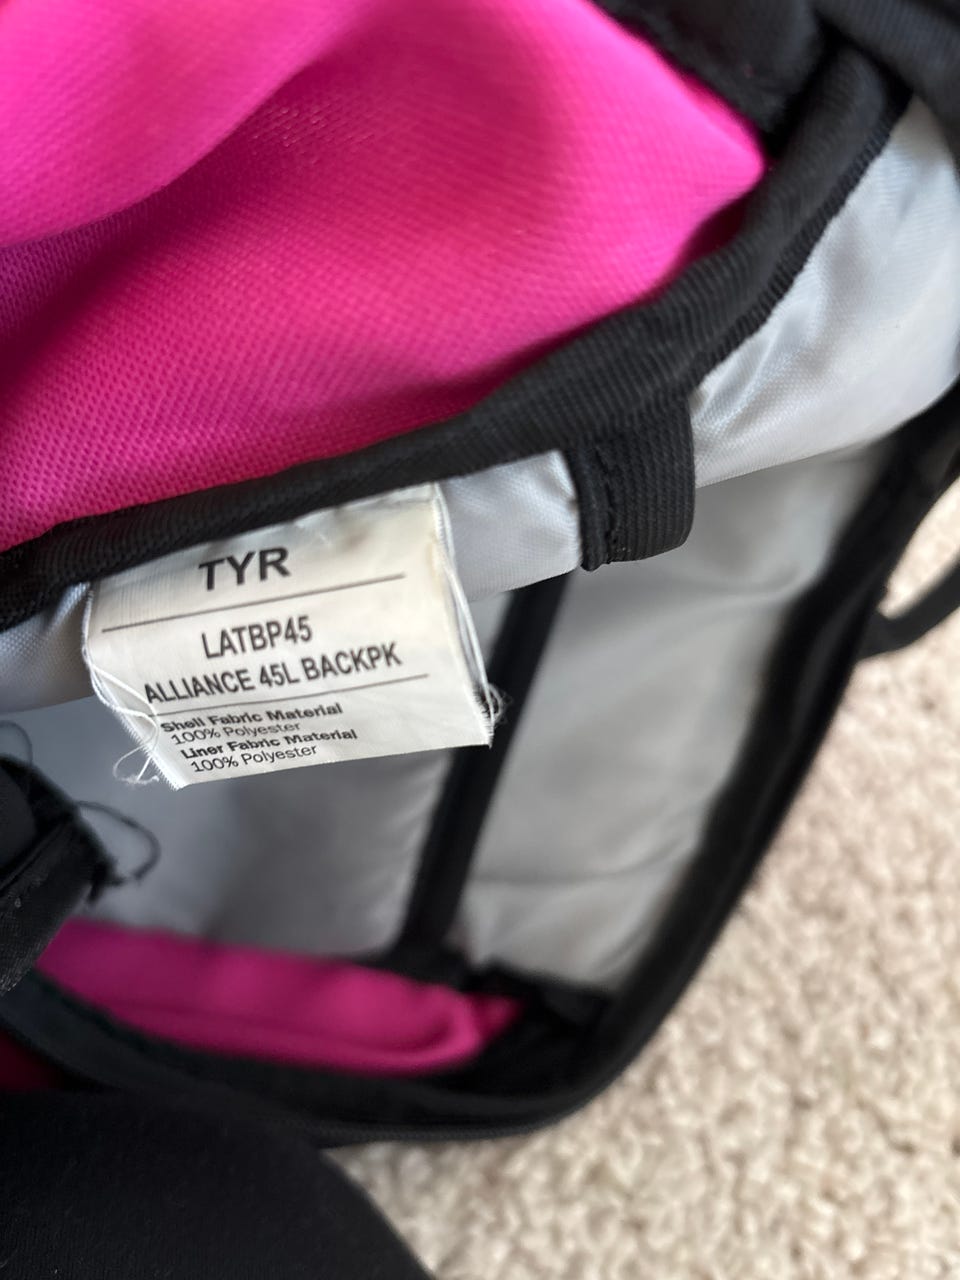 TYR
LATBP45
ALLIANCE 45L BACKPK
Shell Fabric Material
100% Polyester
Liner Fabric Material
100% Polyester